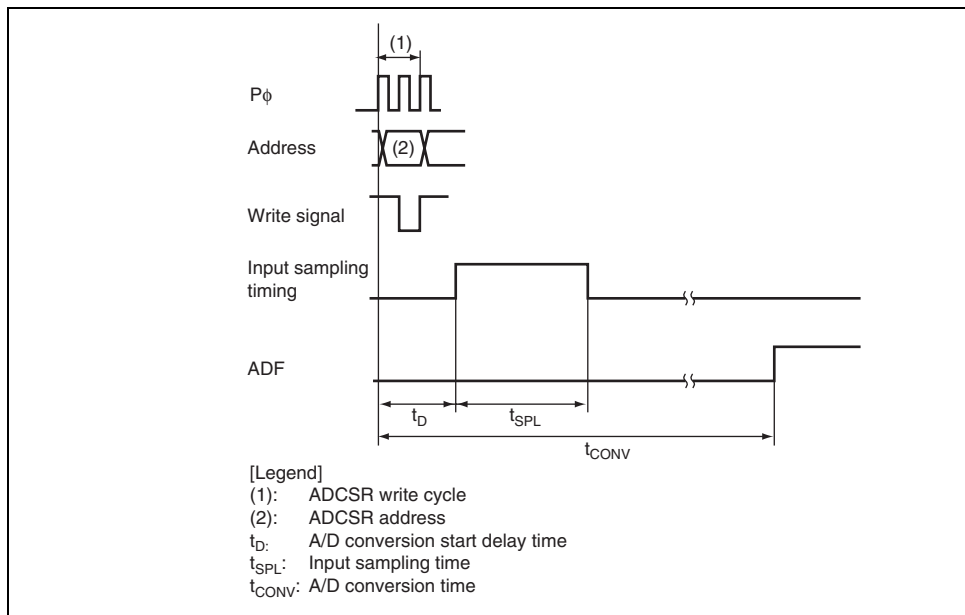 (1)
Pϕ
Address
(2)
Write signal
Input sampling
timing
ADF
tD
tSPL
tCONV
[Legend]
(1): ADCSR write cycle
(2): ADCSR address
tD: A/D conversion start delay time
tSPL: Input sampling time
tCONV: A/D conversion time